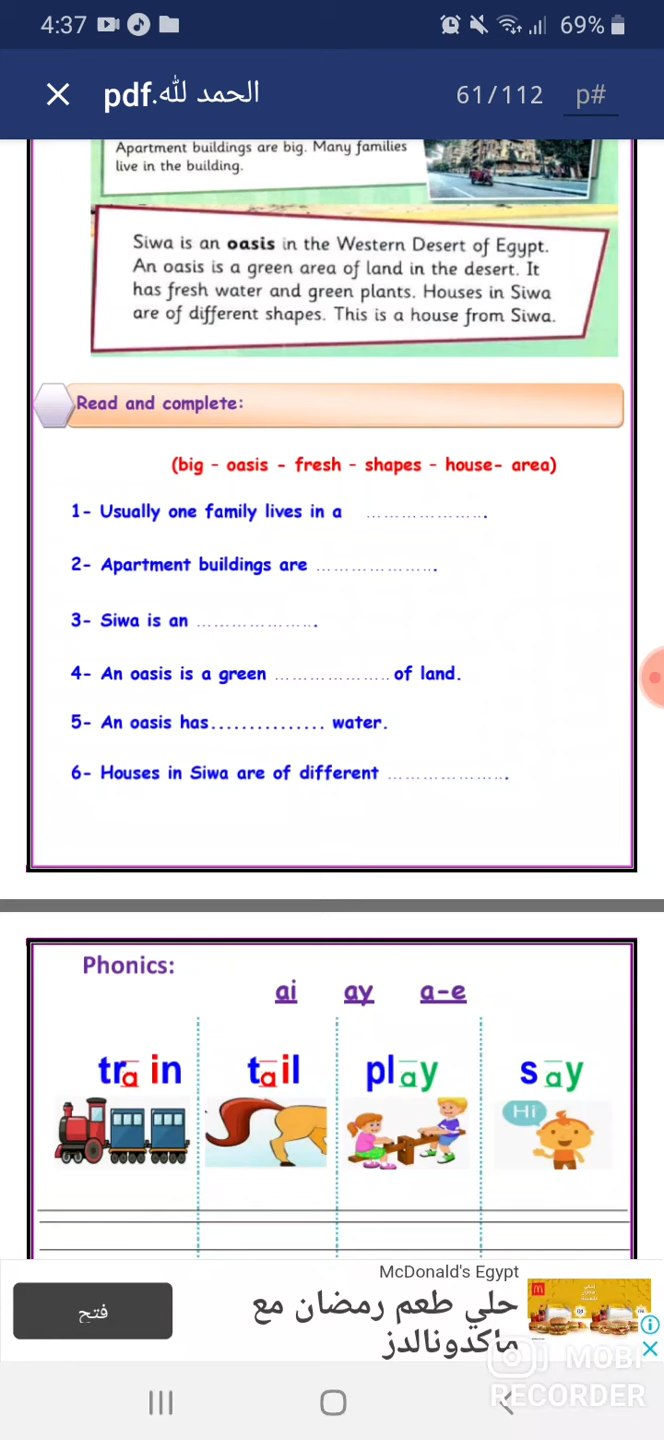 4:37
69%
الحمد لله.pdf
61/112
p#
Apartment buildings are big. Many families
live in the building.
Siwa is an oasis in the Western Desert of Egypt.
An oasis is a green area of land in the desert. It
has fresh water and green plants. Houses in Siwa
are of different shapes. This is a house from Siwa.
Read and complete:
(big - oasis - fresh - shapes - house- area)
1- Usually one family lives in a ………………….
2- Apartment buildings are ………………….
3- Siwa is an ………………….
4- An oasis is a green ………………… of land.
5- An oasis has............... water.
6- Houses in Siwa are of different ………………….
Phonics:
ai ay a-e
train tail play say
Hi
McDonald's Egypt
حلي طعم رمضان مع
ماكدونالدز
فتح
MOBI
RECORDER